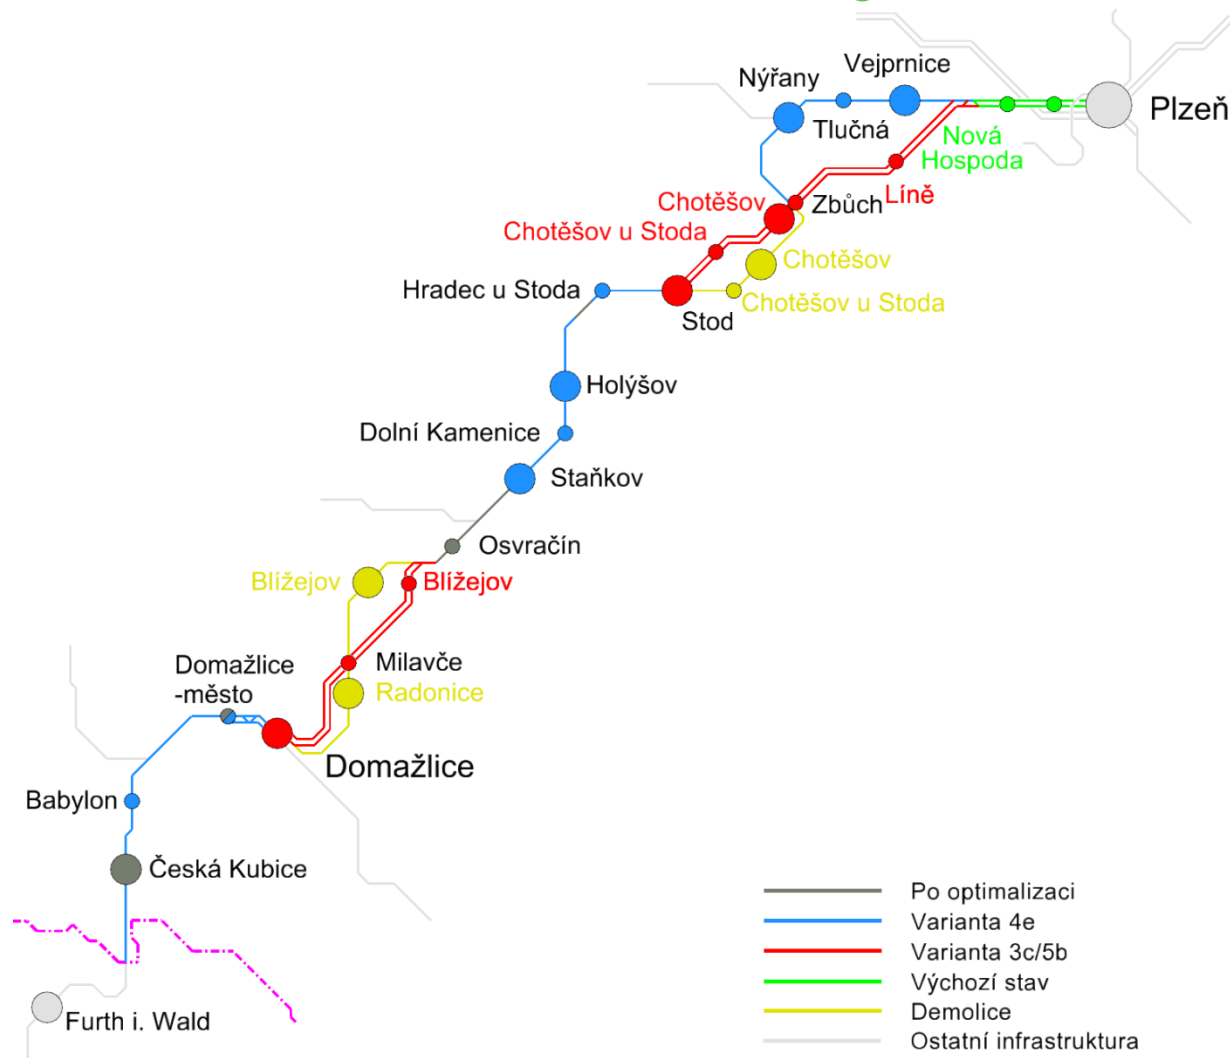 Vejprnice
Nýřany
Plzeň
Tlučná
Nová
Hospoda
Líně
Zbůch
Chotěšov
Chotěšov u Stoda
Chotěšov
Hradec u Stoda
Chotěšov u Stoda
Stod
Holýšov
Dolní Kamenice
Staňkov
Osvračín
Blížejov
Blížejov
Milavče
Domažlice
-město
Radonice
Domažlice
Babylon
Česká Kubice
Furth i. Wald
Po optimalizaci
Varianta 4e
Varianta 3c/5b
Výchozí stav
Demolice
Ostatní infrastruktura